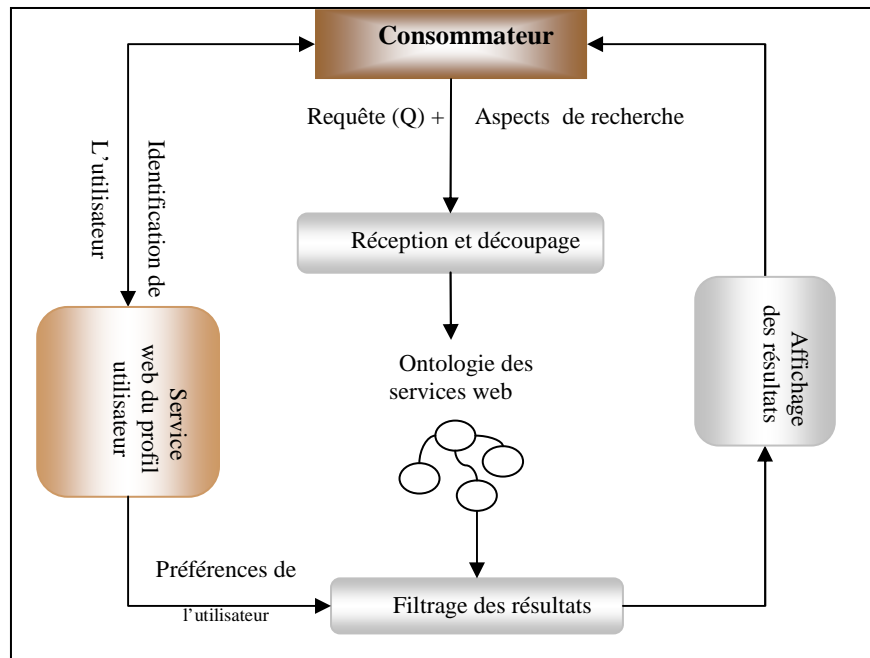 Consommateur
Requête (Q) + Aspects de recherche
Identification de
L'utilisateur
Réception et découpage
Ontologie des
services web
Service
web du profil
utilisateur
Affichage
des résultats
Préférences de
l'utilisateur
Filtrage des résultats